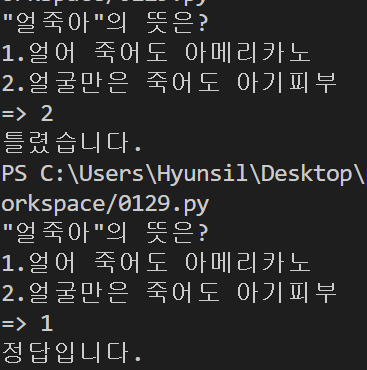 orkspace/0129.py
"얼죽아"의 뜻은?
1.얼어 죽어도 아메리카노
2.얼굴만은 죽어도 아기피부
=> 2
틀렸습니다.
PS C:\Users\Hyunsil\Desktop\
orkspace/0129.py
"얼죽아"의 뜻은?
1.얼어 죽어도 아메리카노
2.얼굴만은 죽어도 아기피부
=> 1
정답입니다.